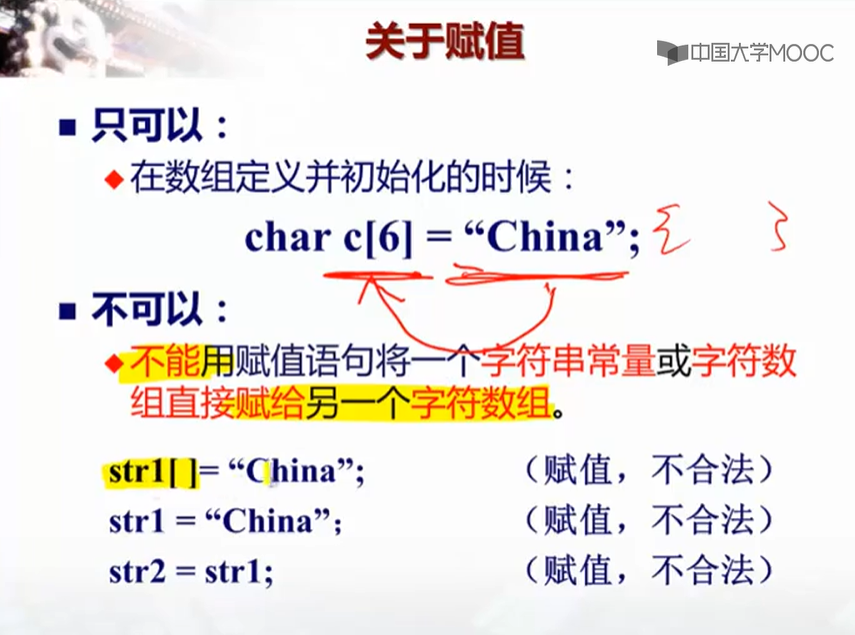 关于赋值
中国大学MOOC
■ 只可以：
◆ 在数组定义并初始化的时候：
char c[6] = “China”; { }
■ 不可以：
◆ 不能用赋值语句将一个字符串常量或字符数
组直接赋给另一个字符数组。
str1[ ]= “China”; （赋值，不合法）
str1 = “China”； （赋值，不合法）
str2 = str1; （赋值，不合法）